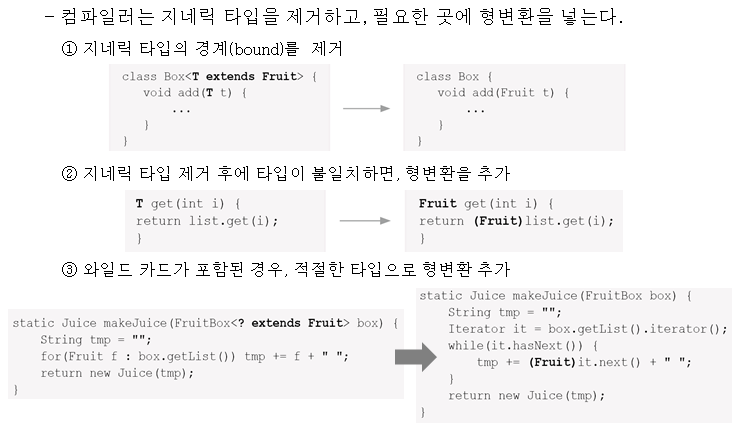 – 컴파일러는 지네릭 타입을 제거하고, 필요한 곳에 형변환을 넣는다.
① 지네릭 타입의 경계(bound)를 제거
class Box<T extends Fruit> {
void add(T t) {
...
}
}
class Box {
void add(Fruit t) {
...
}
}
② 지네릭 타입 제거 후에 타입이 불일치하면, 형변환을 추가
T get(int i) {
return list.get(i);
}
Fruit get(int i) {
return (Fruit)list.get(i);
}
③ 와일드 카드가 포함된 경우, 적절한 타입으로 형변환 추가
static Juice makeJuice(FruitBox<? extends Fruit> box) {
String tmp = "";
for(Fruit f : box.getList()) tmp += f + " ";
return new Juice(tmp);
}
static Juice makeJuice(FruitBox box) {
String tmp = "";
Iterator it = box.getList().iterator();
while(it.hasNext()) {
tmp += (Fruit)it.next() + " ";
}
return new Juice(tmp);
}